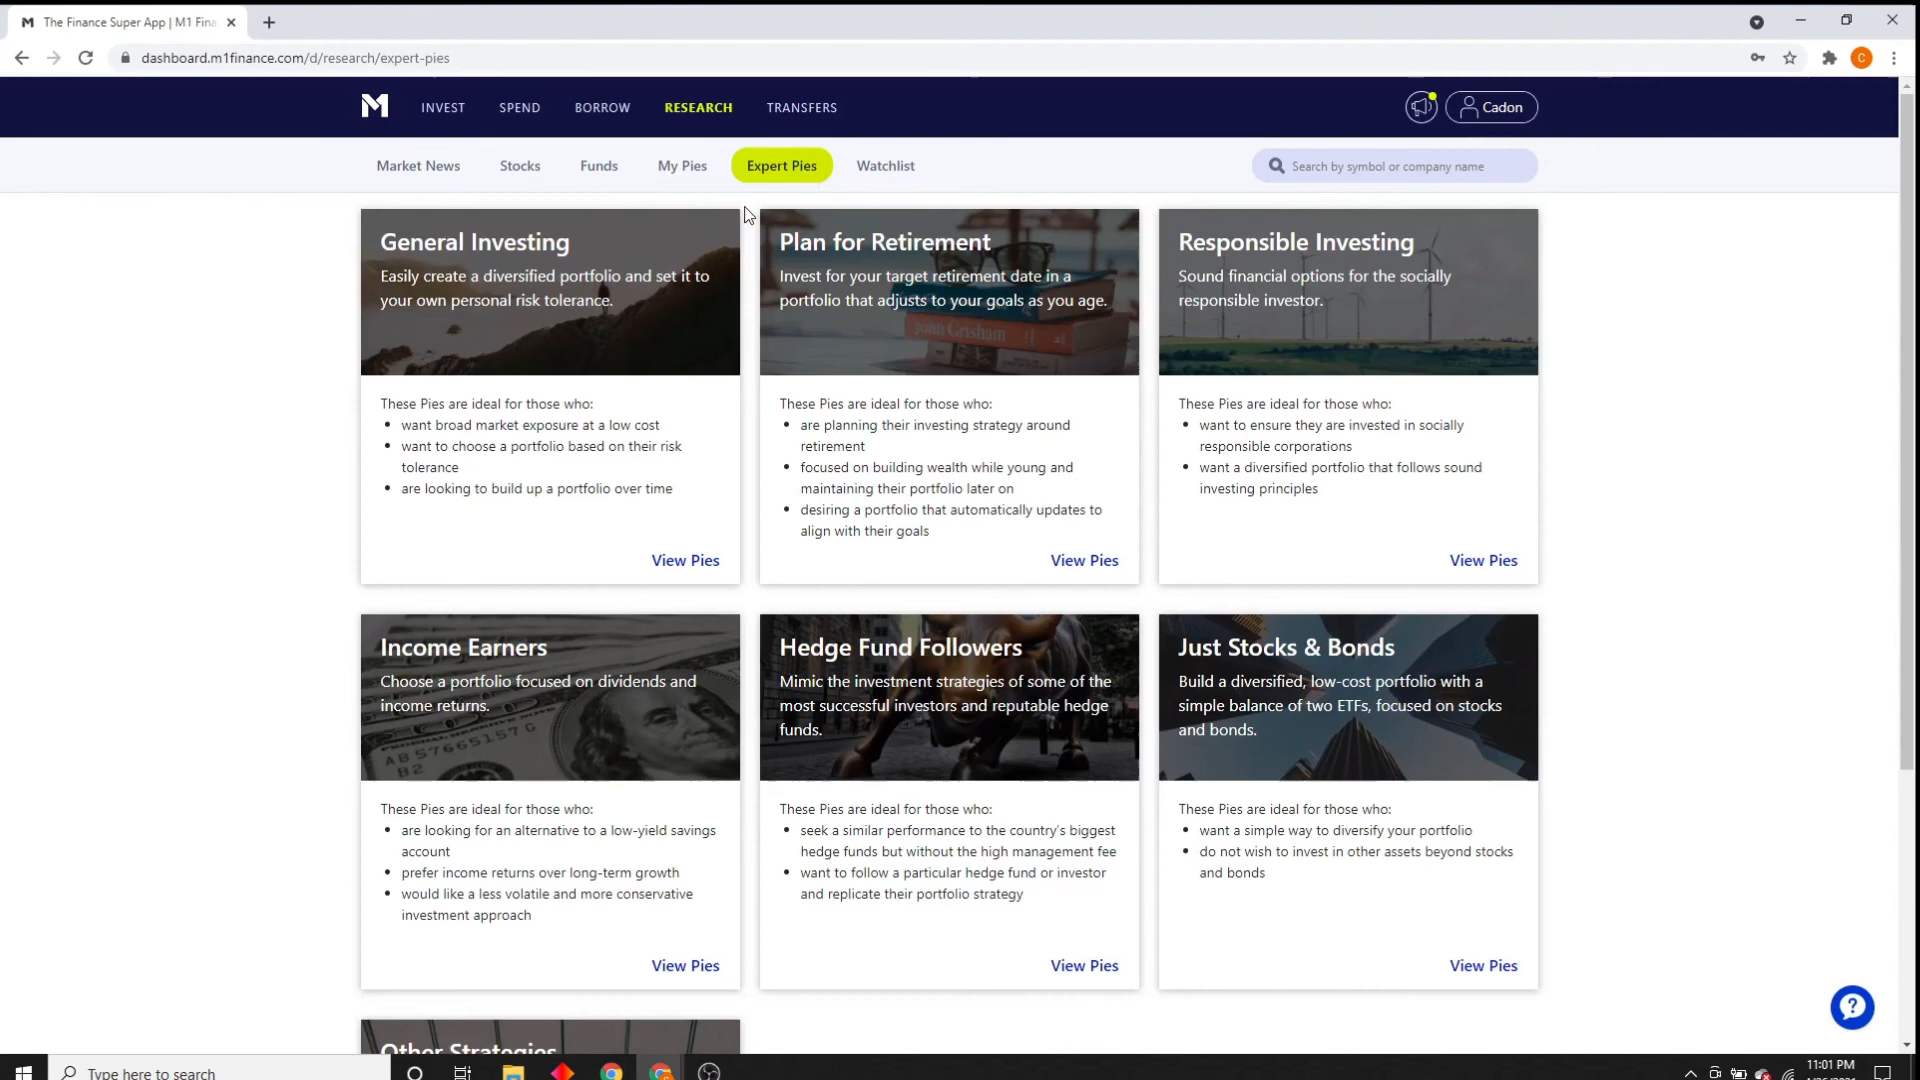 The Finance Super App | M1 Fina
dashboard.m1finance.com/d/research/expert-pies
C
INVEST SPEND BORROW RESEARCH TRANSFERS
Cadon
Market News Stocks Funds My Pies Expert Pies Watchlist
Search by symbol or company name
General Investing
Easily create a diversified portfolio and set it to
your own personal risk tolerance.
These Pies are ideal for those who:
• want broad market exposure at a low cost
• want to choose a portfolio based on their risk
tolerance
• are looking to build up a portfolio over time
View Pies
Plan for Retirement
Invest for your target retirement date in a
portfolio that adjusts to your goals as you age.
John Grisham
These Pies are ideal for those who:
• are planning their investing strategy around
retirement
• focused on building wealth while young and
maintaining their portfolio later on
• desiring a portfolio that automatically updates to
align with their goals
View Pies
Responsible Investing
Sound financial options for the socially
responsible investor.
These Pies are ideal for those who:
• want to ensure they are invested in socially
responsible corporations
• want a diversified portfolio that follows sound
investing principles
View Pies
Income Earners
Choose a portfolio focused on dividends and
income returns.
AB57665157G
B2
These Pies are ideal for those who:
• are looking for an alternative to a low-yield savings
account
• prefer income returns over long-term growth
• would like a less volatile and more conservative
investment approach
View Pies
Hedge Fund Followers
Mimic the investment strategies of some of the
most successful investors and reputable hedge
funds.
These Pies are ideal for those who:
• seek a similar performance to the country's biggest
hedge funds but without the high management fee
• want to follow a particular hedge fund or investor
and replicate their portfolio strategy
View Pies
Just Stocks & Bonds
Build a diversified, low-cost portfolio with a
simple balance of two ETFs, focused on stocks
and bonds.
These Pies are ideal for those who:
• want a simple way to diversify your portfolio
• do not wish to invest in other assets beyond stocks
and bonds
View Pies
Other Strategies
?
Type here to search
11:01 PM